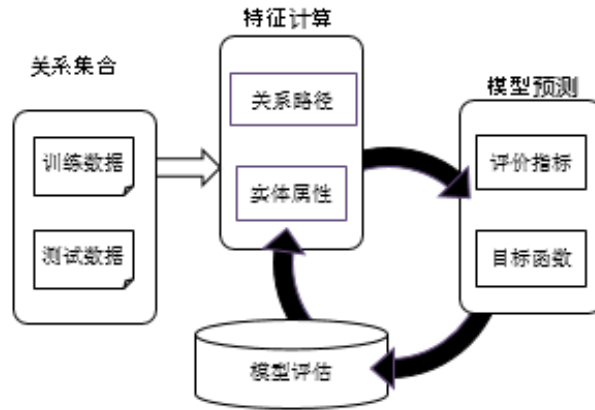 关系集合
训练数据
测试数据
特征计算
关系路径
实体属性
模型预测
评价指标
目标函数
模型评估